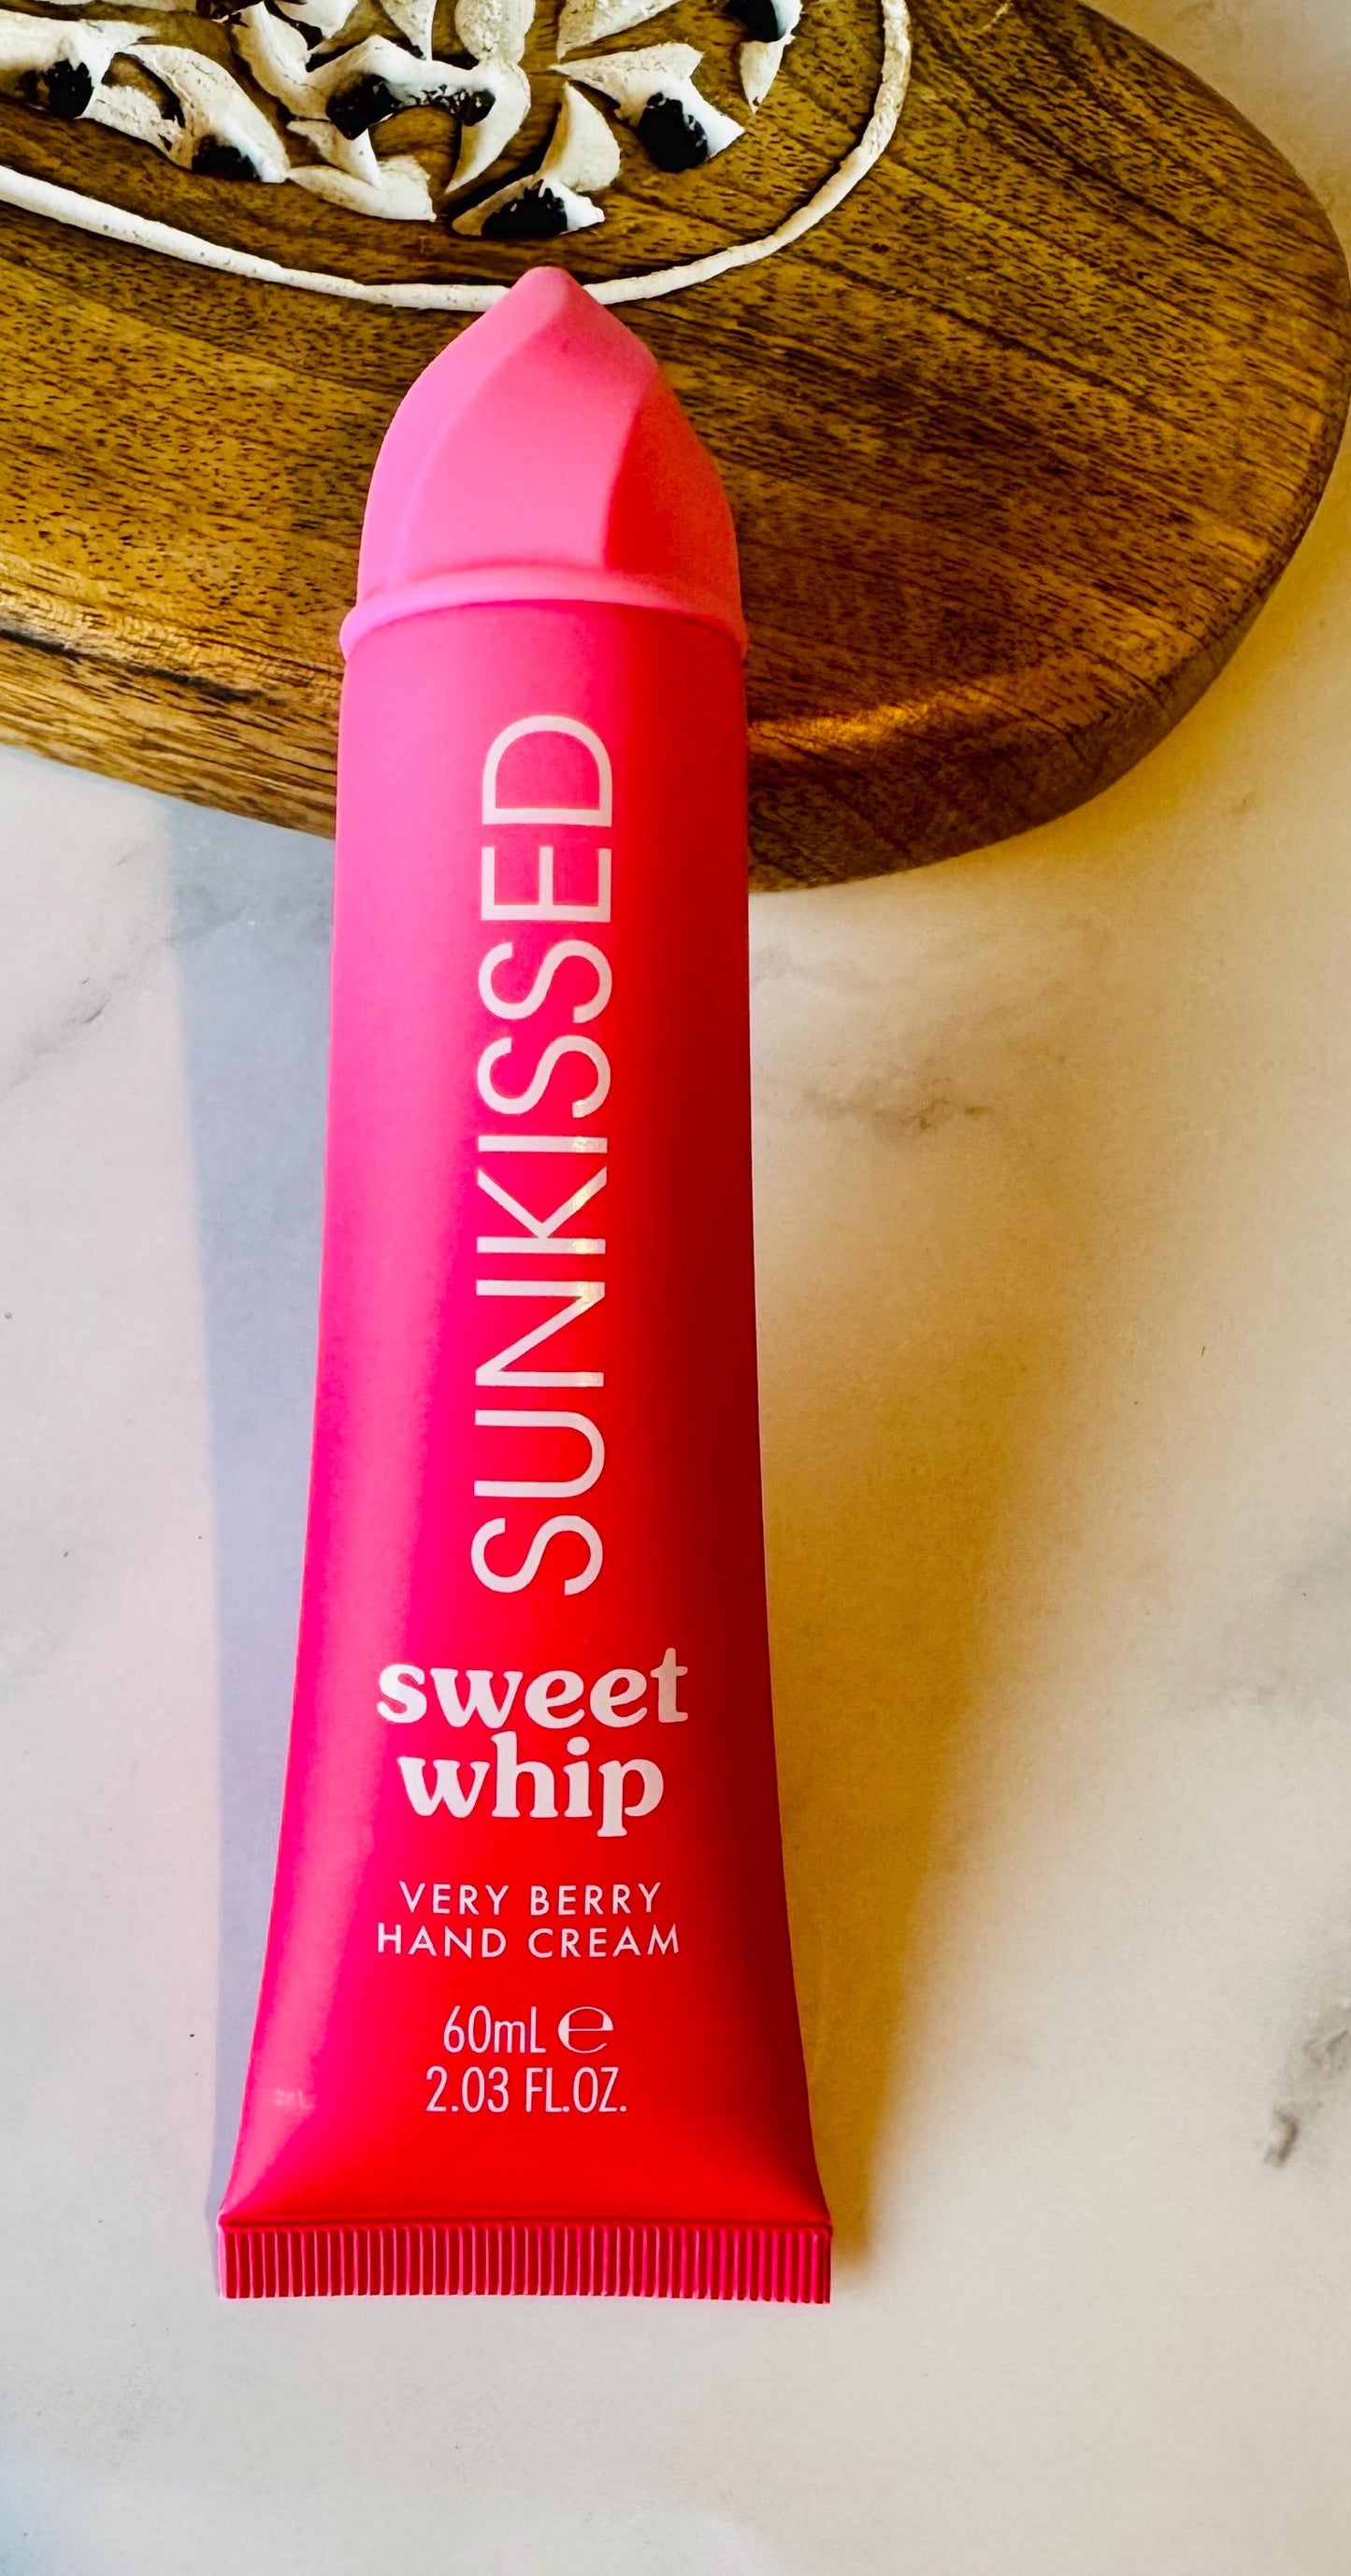 SUNKISSED
sweet
whip
VERY BERRY
HAND CREAM
60mL ℮
2.03 FL.OZ.